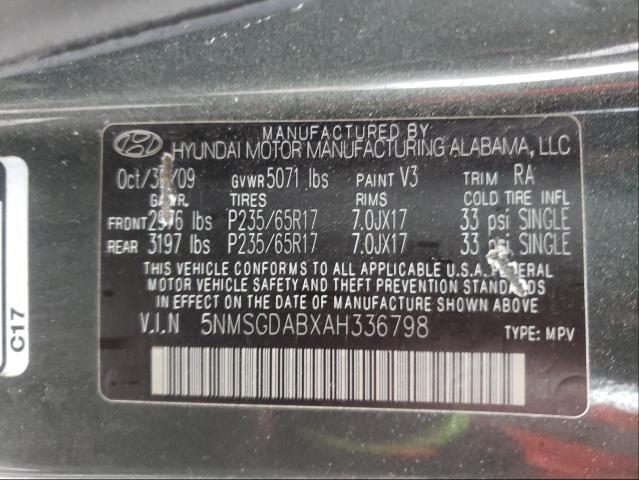 MANUFACTURED BY
HYUNDAI MOTOR MANUFACTURING ALABAMA, LLC
GVWR 5071 lbs PAINT V3 TRIM RA
TIRES RIMS COLD TIRE INFL
FRONT lbs P235/65R17 7.0JX17 33 psi SINGLE
REAR 3197 lbs P235/65R17 7.0JX17 33 psi SINGLE
THIS VEHICLE CONFORMS TO ALL APPLICABLE U.S.A. FEDERAL
MOTOR VEHICLE SAFETY AND THEFT PREVENTION STANDARDS
IN EFFECT ON THE DATE OF MANUFACTURE SHOWN ABOVE.
V.I.N 5NMSGDABXAH336798 TYPE: MPV
C17